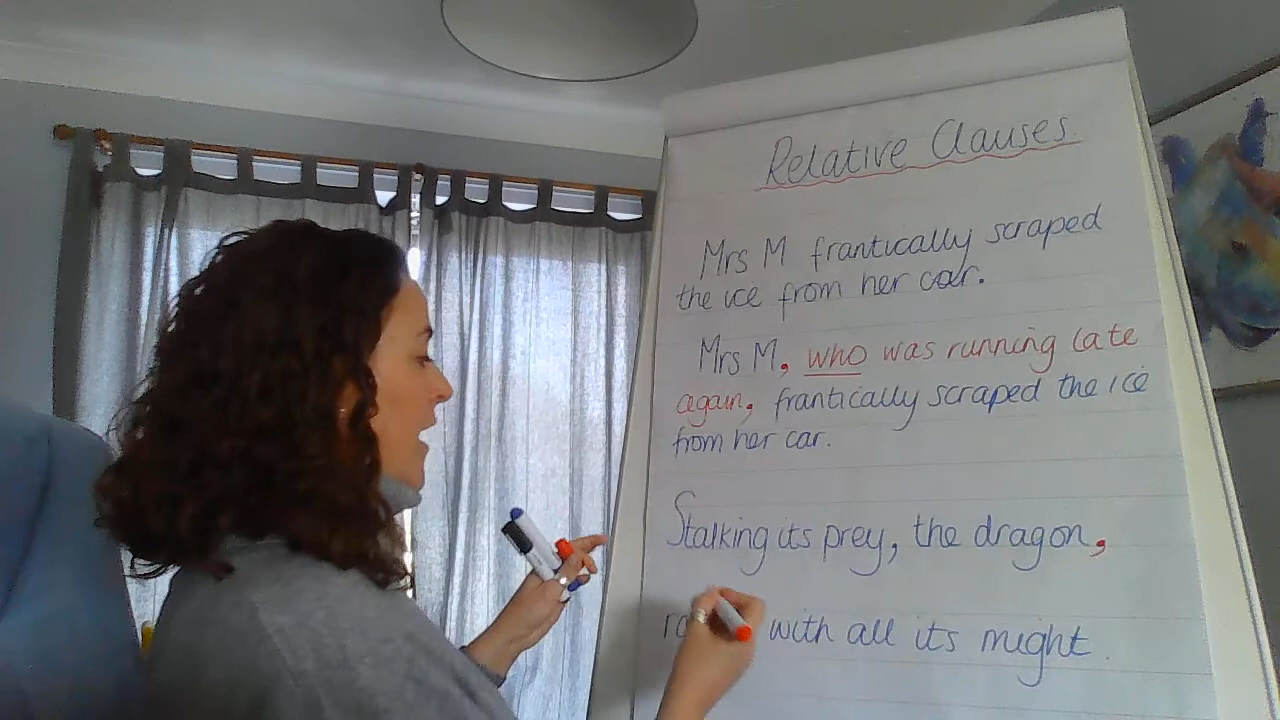 Relative Clauses
Mrs M frantically scraped
the ice from her car.
Mrs M, who was running late
again, frantically scraped the ice
from her car.
Stalking its prey, the dragon,
with all its might.